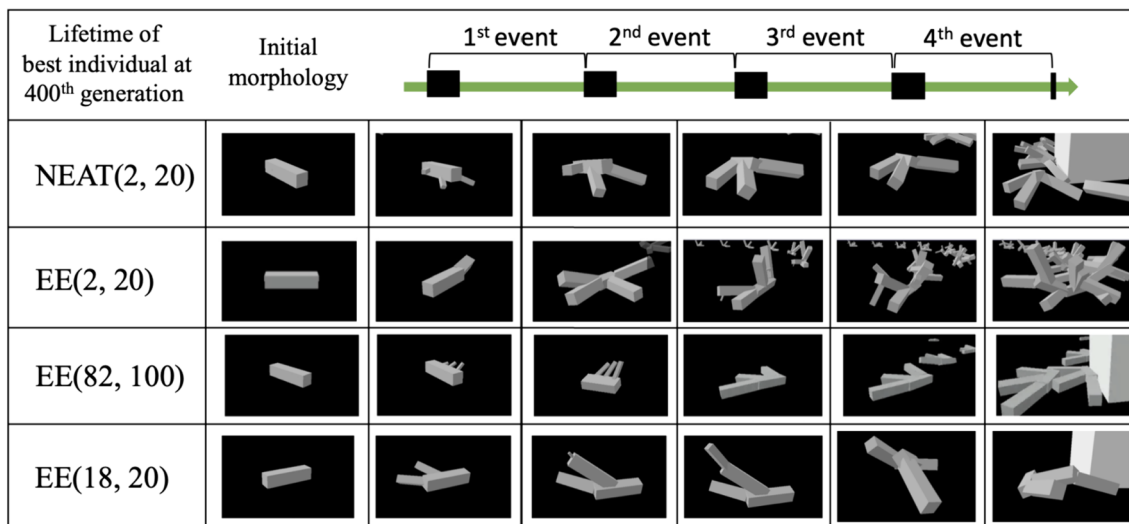 Lifetime of
best individual at
400th generation
Initial
morphology
1st event
2nd event
3rd event
4th event
NEAT(2, 20)
EE(2, 20)
EE(82, 100)
EE(18, 20)